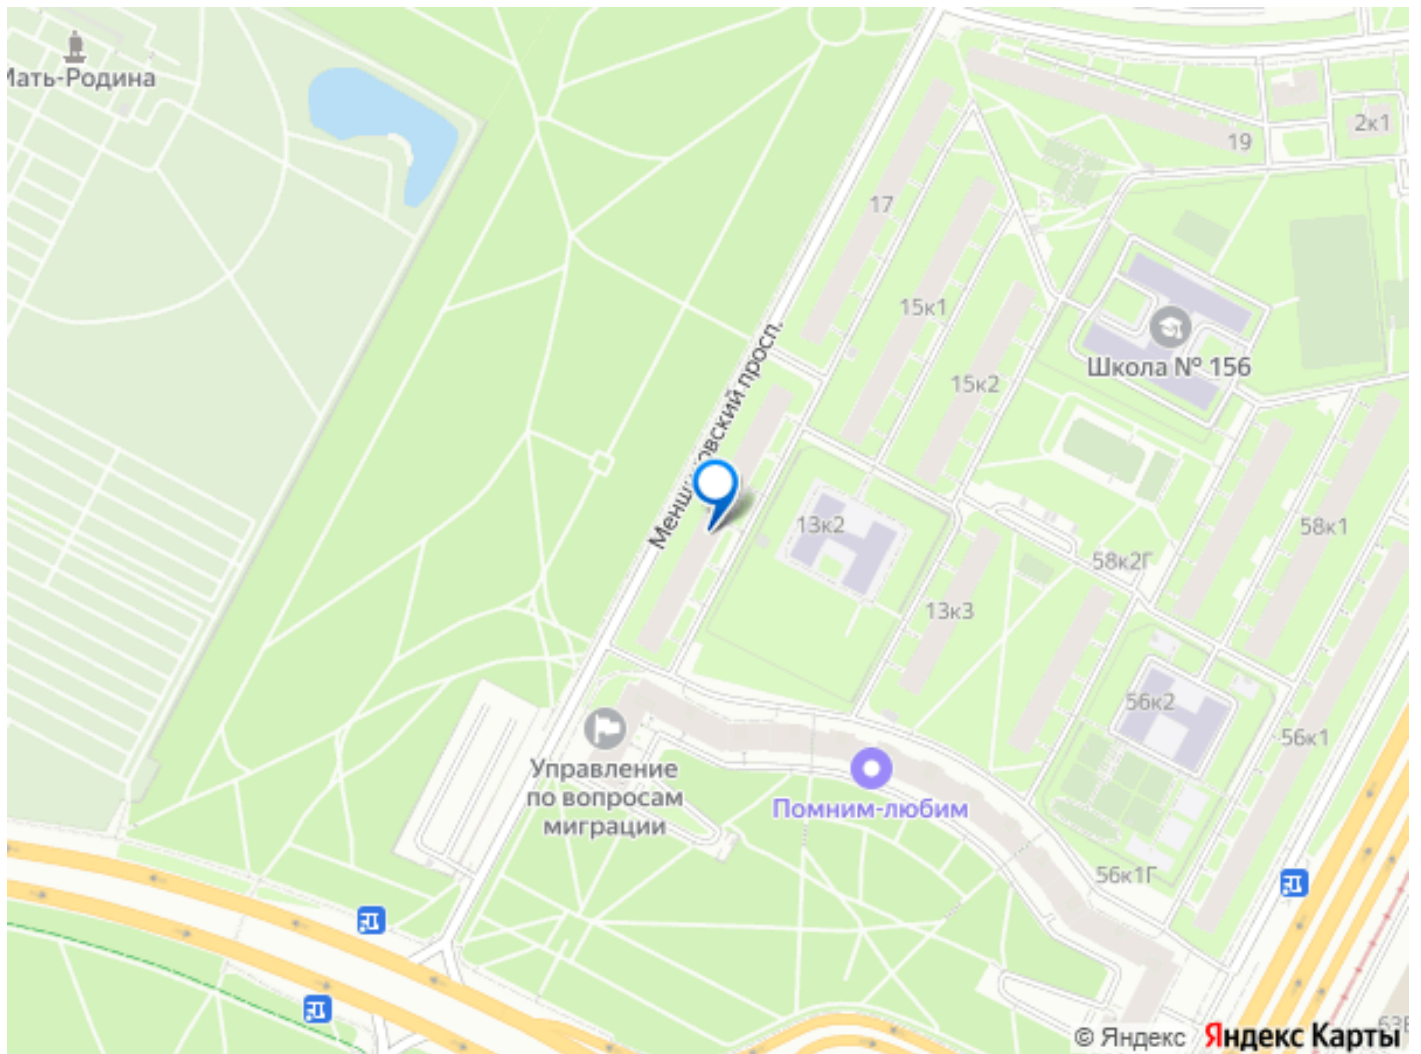 Мать-Родина
19
2к1
17
15к1
Школа № 156
15к2
Меншиковский просп.
13к2
58к1
58к2Г
13к3
56к2
56к1
Управление
по вопросам
миграции
Помним-любим
56к1Г
© Яндекс Яндекс Карты